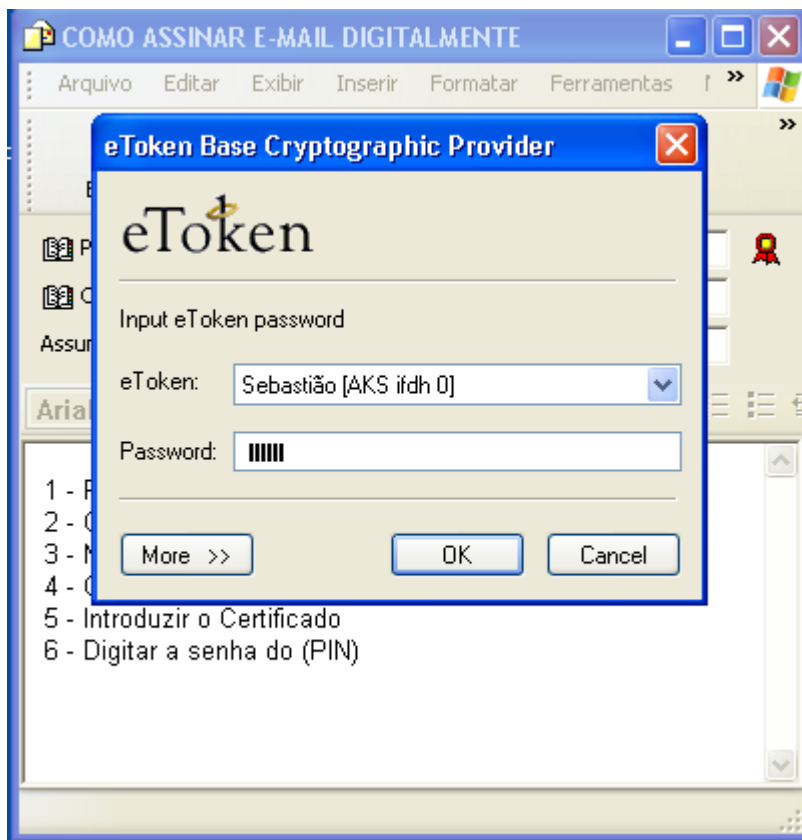 COMO ASSINAR E-MAIL DIGITALMENTE
Arquivo Editar Exibir Inserir Formatar Ferramentas
eToken Base Cryptographic Provider
eToken
Input eToken password
eToken: Sebastião [AKS ifdh 0]
Password:
More >> OK Cancel
Arial
1 -
2 -
3 -
4 -
5 - Introduzir o Certificado
6 - Digitar a senha do (PIN)